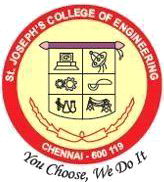 St. JOSEPH'S COLLEGE OF ENGINEERING
CHENNAI - 600 119
You Choose, We Do It